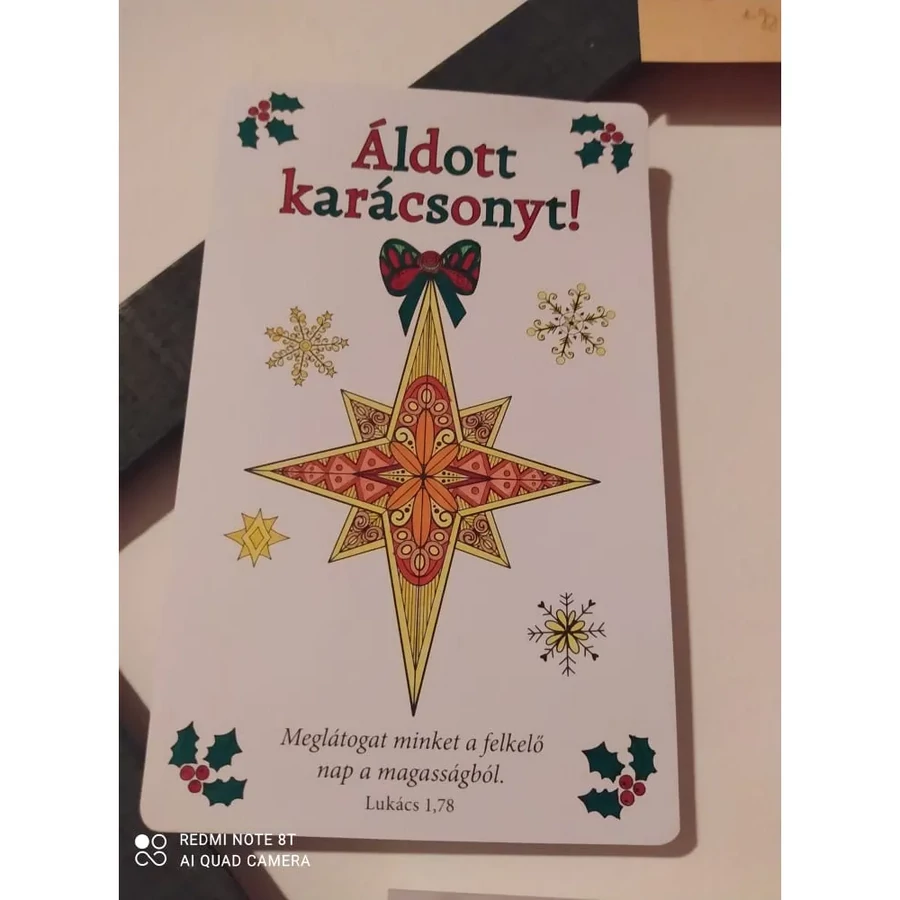 Áldott
karácsonyt!
Meglátogat minket a felkelő
nap a magasságból.
Lukács 1,78
REDMI NOTE 8T
AI QUAD CAMERA